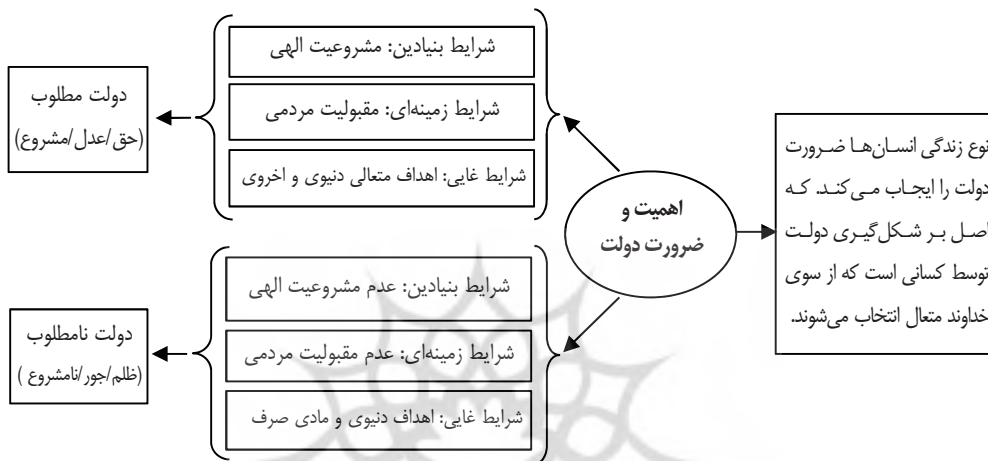 نوع زندگی انسان‌ها ضرورت
دولت را ایجاب می‌کند. که
اصل بر شکل‌گیری دولت
توسط کسانی است که از سوی
خداوند متعال انتخاب می‌شوند.
اهمیت و
ضرورت دولت
شرایط بنیادین: مشروعیت الهی
شرایط زمینه‌ای: مقبولیت مردمی
شرایط غایی: اهداف متعالی دنیوی و اخروی
دولت مطلوب
(حق/عدل/مشروع)
شرایط بنیادین: عدم مشروعیت الهی
شرایط زمینه‌ای: عدم مقبولیت مردمی
شرایط غایی: اهداف دنیوی و مادی صرف
دولت نامطلوب
(ظلم/جور/نامشروع )